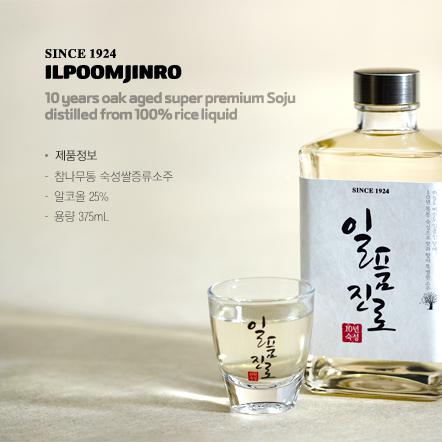 SINCE 1924
ILPOOMJINRO
10 years oak aged super premium Soju
distilled from 100% rice liquid
• 제품정보
- 참나무통 숙성쌀증류소주
- 알코올 25%
- 용량 375mL
SINCE 1924
일품
진로
10년
숙성
일품
진로